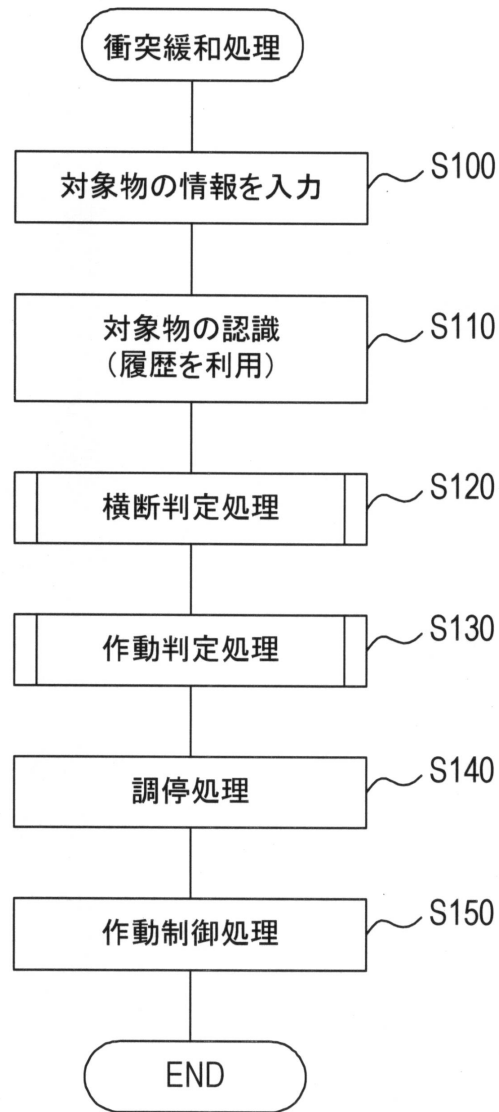 衝突緩和処理
対象物の情報を入力
S100
対象物の認識
(履歴を利用)
S110
横断判定処理
S120
作動判定処理
S130
調停処理
S140
作動制御処理
S150
END